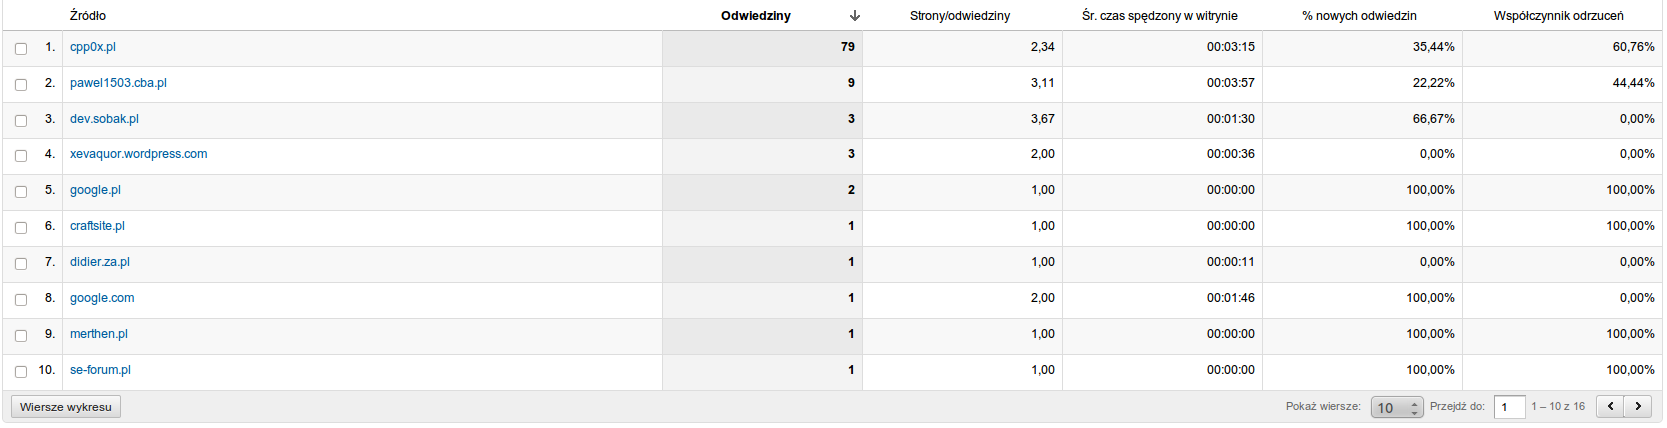 Źródło Odwiedziny Strony/odwiedziny Śr. czas spędzony w witrynie % nowych odwiedzin Współczynnik odrzuceń
1. cpp0x.pl 79 2,34 00:03:15 35,44% 60,76%
2. pawel1503.cba.pl 9 3,11 00:03:57 22,22% 44,44%
3. dev.sobak.pl 3 3,67 00:01:30 66,67% 0,00%
4. xevaquor.wordpress.com 3 2,00 00:00:36 0,00% 0,00%
5. google.pl 2 1,00 00:00:00 100,00% 100,00%
6. craftsite.pl 1 1,00 00:00:00 100,00% 100,00%
7. didier.za.pl 1 1,00 00:00:11 0,00% 0,00%
8. google.com 1 2,00 00:01:46 100,00% 0,00%
9. merthen.pl 1 1,00 00:00:00 100,00% 100,00%
10. se-forum.pl 1 1,00 00:00:00 100,00% 100,00%
Wiersze wykresu Pokaż wiersze: 10 Przejdź do: 1 1 – 10 z 16